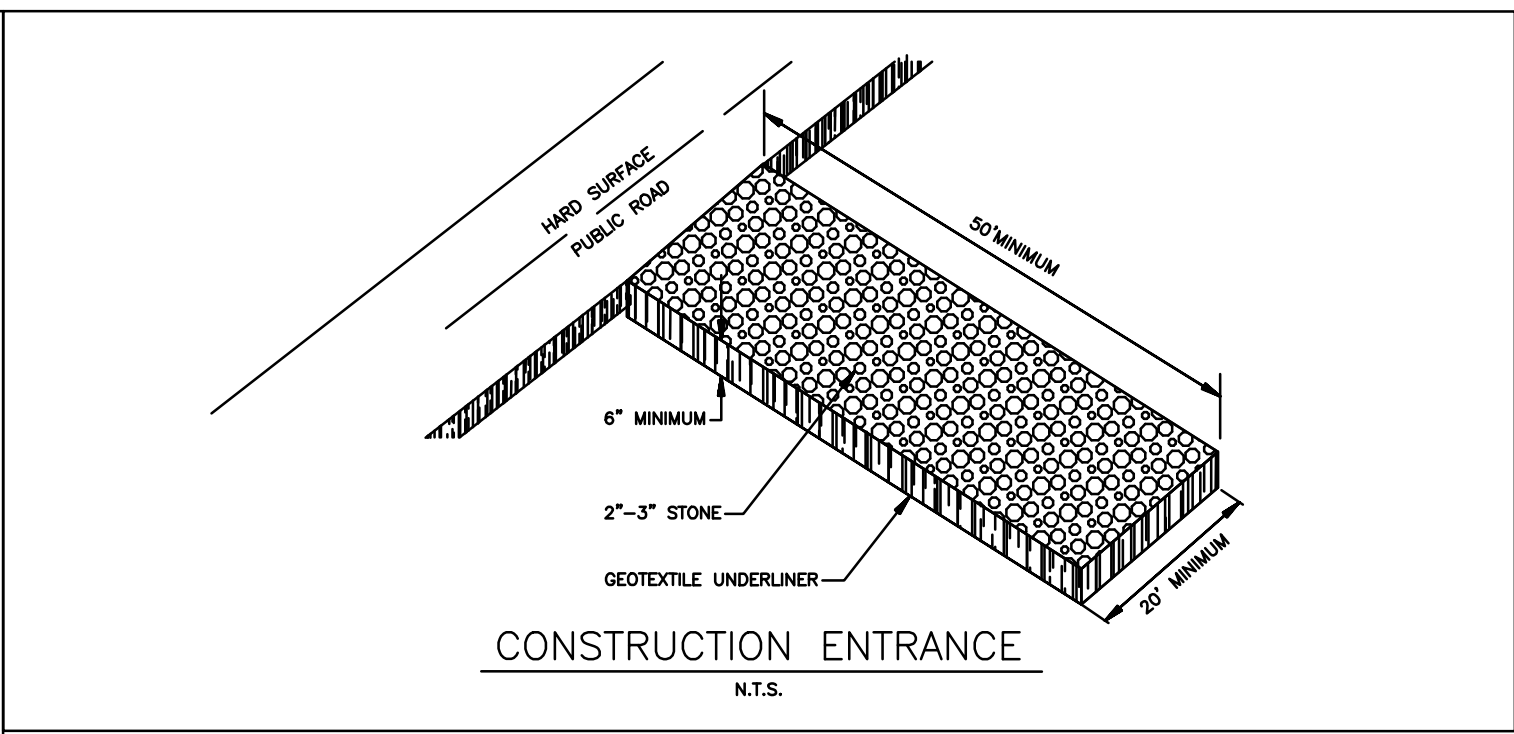 HARD SURFACE
PUBLIC ROAD
50'MINIMUM
6" MINIMUM
2"-3" STONE
GEOTEXTILE UNDERLINER
20' MINIMUM
CONSTRUCTION ENTRANCE
N.T.S.